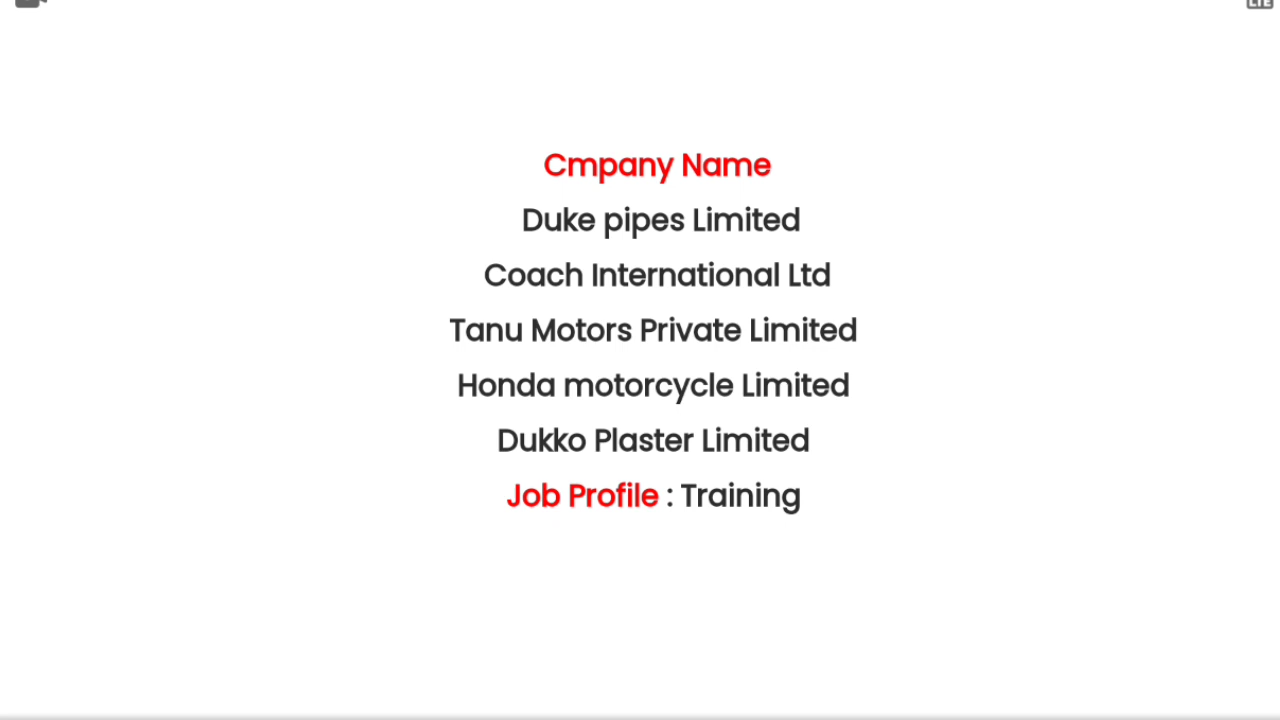 LTE
Cmpany Name
Duke pipes Limited
Coach International Ltd
Tanu Motors Private Limited
Honda motorcycle Limited
Dukko Plaster Limited
Job Profile : Training